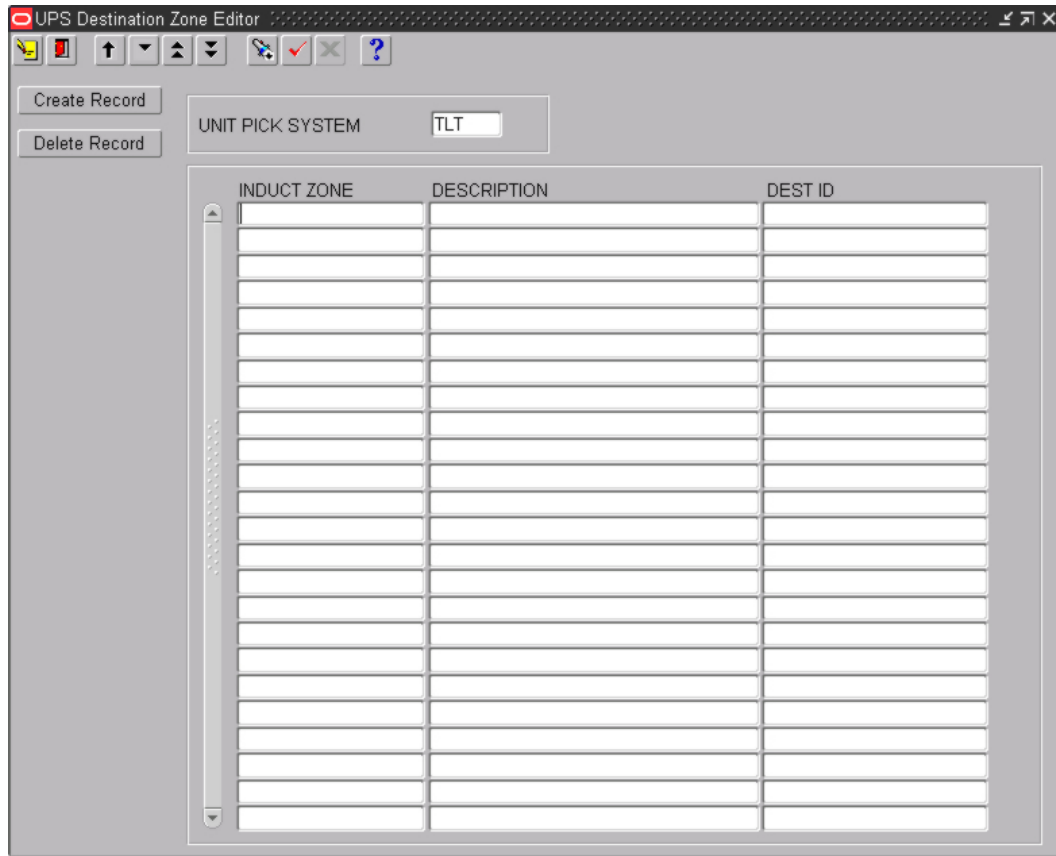 UPS Destination Zone Editor
?
Create Record
Delete Record
UNIT PICK SYSTEM TLT
INDUCT ZONE DESCRIPTION DEST ID